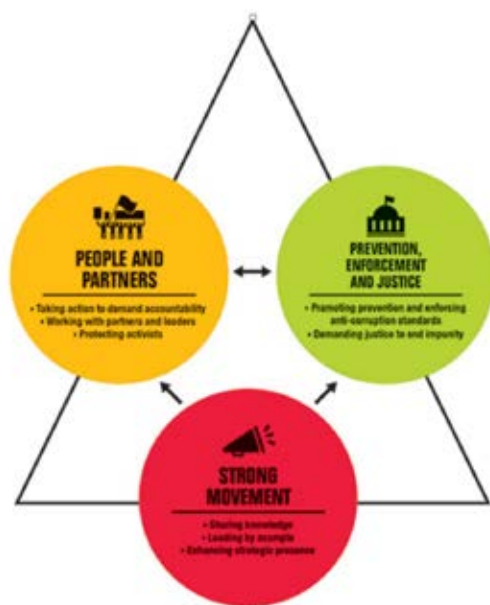 PEOPLE AND
PARTNERS
• Taking action to demand accountability
• Working with partners and leaders
• Protecting activists
PREVENTION,
ENFORCEMENT
AND JUSTICE
• Promoting prevention and enforcing
anti-corruption standards
• Demanding justice to end impunity
STRONG
MOVEMENT
• Sharing knowledge
• Leading by example
• Enhancing strategic presence